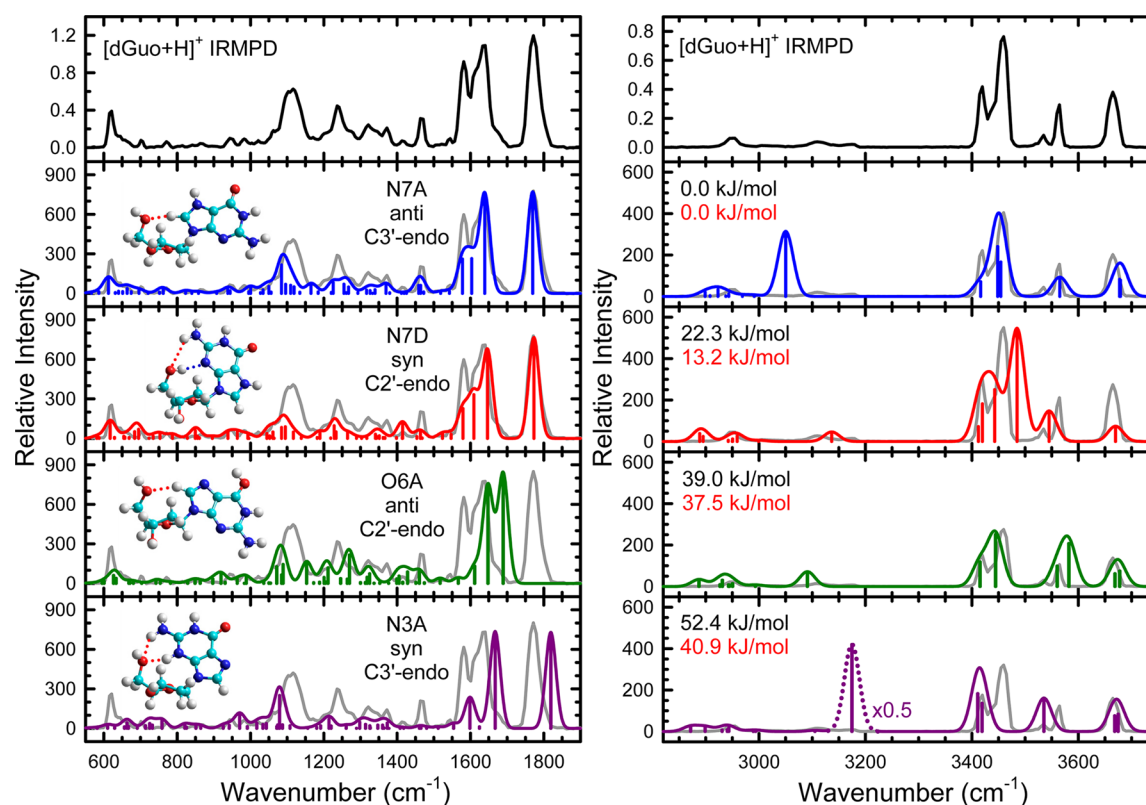 [dGuo+H]+ IRMPD
1.2
0.8
0.4
0.0
N7A
anti
C3'-endo
900
600
300
0
N7D
syn
C2'-endo
900
600
300
0
O6A
anti
C2'-endo
900
600
300
0
N3A
syn
C3'-endo
900
600
300
0
600 800 1000 1200 1400 1600 1800
Wavenumber (cm-1)
Relative Intensity
[dGuo+H]+ IRMPD
0.8
0.6
0.4
0.2
0.0
0.0 kJ/mol
0.0 kJ/mol
600
400
200
0
22.3 kJ/mol
13.2 kJ/mol
600
400
200
0
39.0 kJ/mol
37.5 kJ/mol
600
400
200
0
52.4 kJ/mol
40.9 kJ/mol
x0.5
600
400
200
0
3000 3200 3400 3600
Wavenumber (cm-1)
Relative Intensity